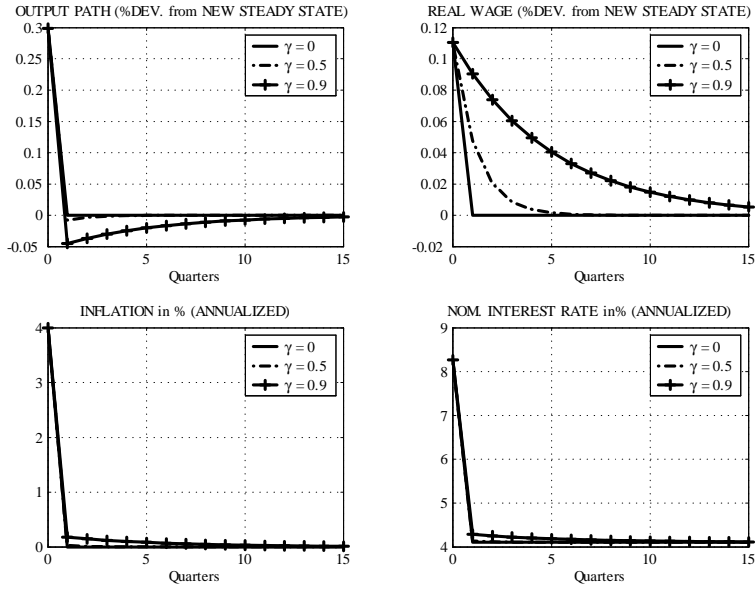 OUTPUT PATH (%DEV. from NEW STEADY STATE)
0.3
0.25
0.2
0.15
0.1
0.05
0
-0.05
0
5
10
15
Quarters
γ = 0
γ = 0.5
γ = 0.9
REAL WAGE (%DEV. from NEW STEADY STATE)
0.12
0.1
0.08
0.06
0.04
0.02
0
-0.02
0
5
10
15
Quarters
γ = 0
γ = 0.5
γ = 0.9
INFLATION in % (ANNUALIZED)
4
3
2
1
0
0
5
10
15
Quarters
γ = 0
γ = 0.5
γ = 0.9
NOM. INTEREST RATE in% (ANNUALIZED)
9
8
7
6
5
4
0
5
10
15
Quarters
γ = 0
γ = 0.5
γ = 0.9